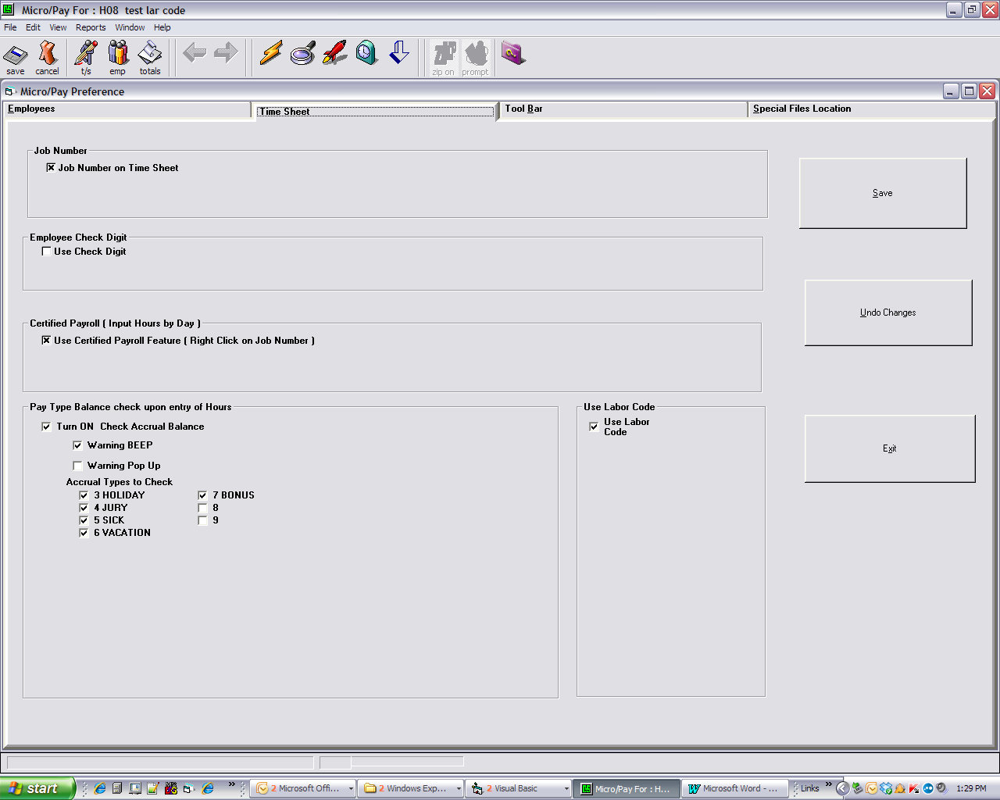 Micro/Pay For : H08  test lar code
File Edit View Reports Window Help
save cancel t/s emp totals zip on prompt
Micro/Pay Preference
Employees Time Sheet Tool Bar Special Files Location
Job Number
Job Number on Time Sheet
Save
Employee Check Digit
Use Check Digit
Undo Changes
Certified Payroll ( Input Hours by Day )
Use Certified Payroll Feature ( Right Click on Job Number )
Pay Type Balance check upon entry of Hours
Turn ON  Check Accrual Balance
Warning BEEP
Warning Pop Up
Accrual Types to Check
3 HOLIDAY 7 BONUS
4 JURY 8
5 SICK 9
6 VACATION
Use Labor Code
Use Labor
Code
Exit
start 2 Microsoft Offi... 2 Windows Exp... 2 Visual Basic Micro/Pay For : H... Microsoft Word - ... Links 1:29 PM